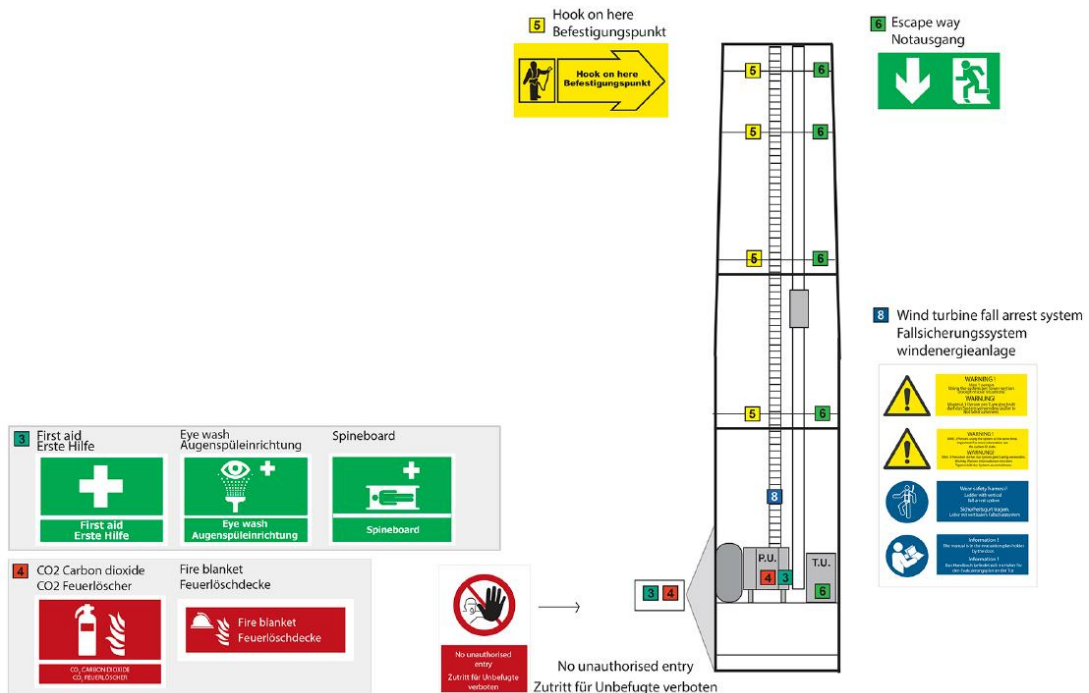 5 Hook on here
Befestigungspunkt
Hook on here
Befestigungspunkt
6 Escape way
Notausgang
5 6
5 6
5 6
5 6
8
P.U.
4 3
T.U.
6
3 4
8 Wind turbine fall arrest system
Fallsicherungssystem
windenergieanlage
WARNING !
WARNUNG!
WARNING !
WARNUNG!
Wear safety harness!
Ladder with vertical
fall arrest system
Sicherheitsgurt tragen.
Information !
Information !
3 First aid
Erste Hilfe
First aid
Erste Hilfe
Eye wash
Augenspüleinrichtung
Eye wash
Augenspüleinrichtung
Spineboard
Spineboard
4 CO2 Carbon dioxide
CO2 Feuerlöscher
CO2 CARBON DIOXIDE
CO2 FEUERLÖSCHER
Fire blanket
Feuerlöschdecke
Fire blanket
Feuerlöschdecke
No unauthorised
entry
Zutritt für Unbefugte
verboten
No unauthorised entry
Zutritt für Unbefugte verboten